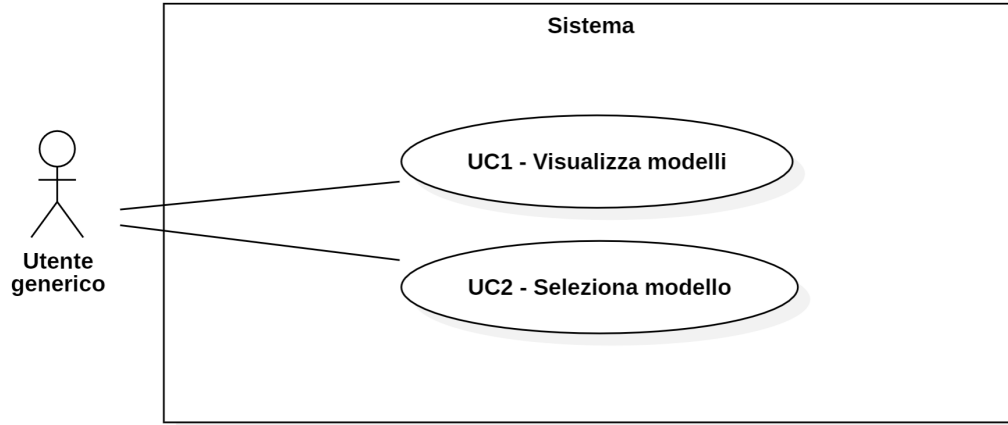 Sistema
UC1 - Visualizza modelli
Utente
generico
UC2 - Seleziona modello